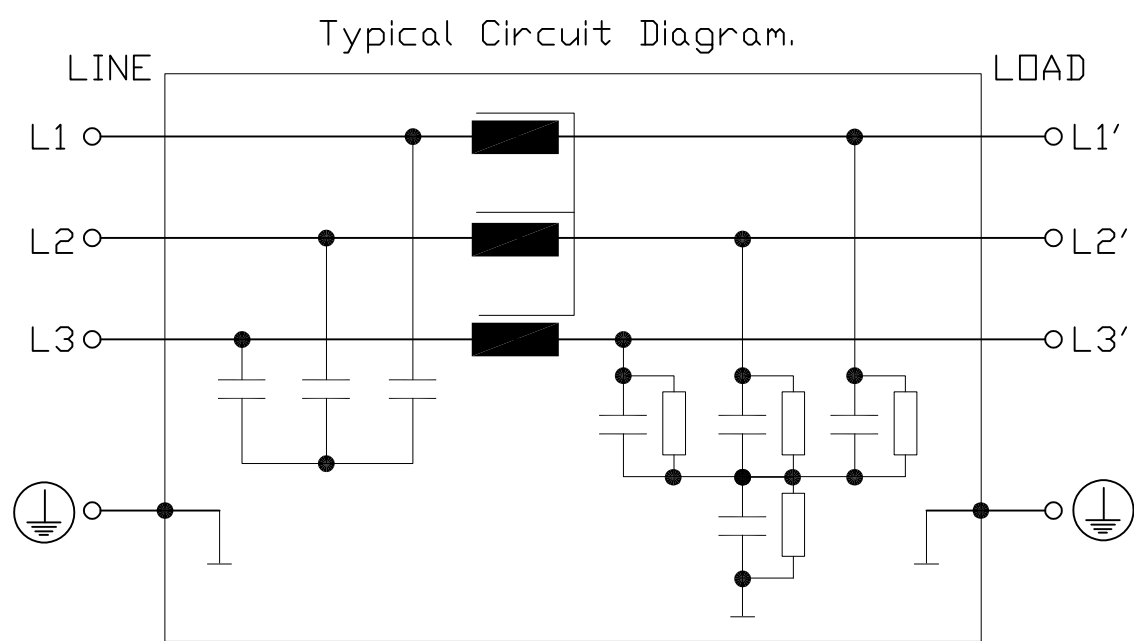 Typical Circuit Diagram.
LINE
LOAD
L1
L1'
L2
L2'
L3
L3'